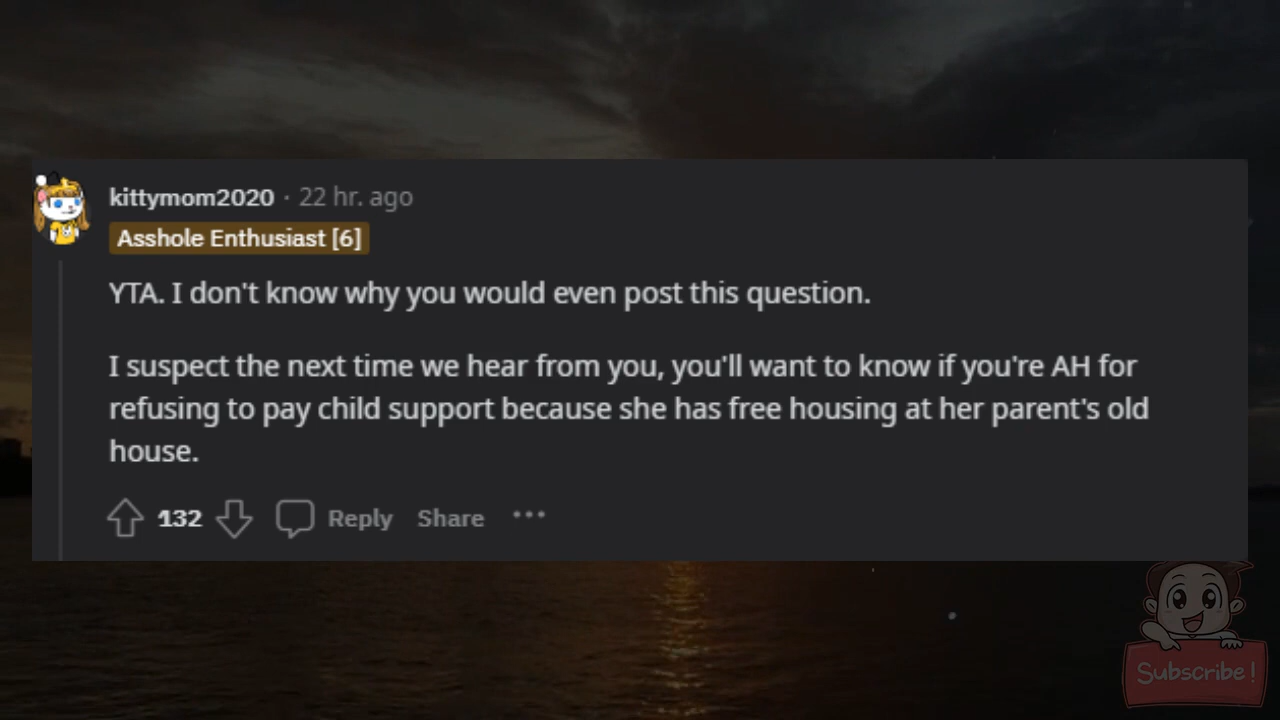 kittymom2020 · 22 hr. ago
Asshole Enthusiast [6]
YTA. I don't know why you would even post this question.
I suspect the next time we hear from you, you'll want to know if you're AH for
refusing to pay child support because she has free housing at her parent's old
house.
132 Reply Share ···
Subscribe!